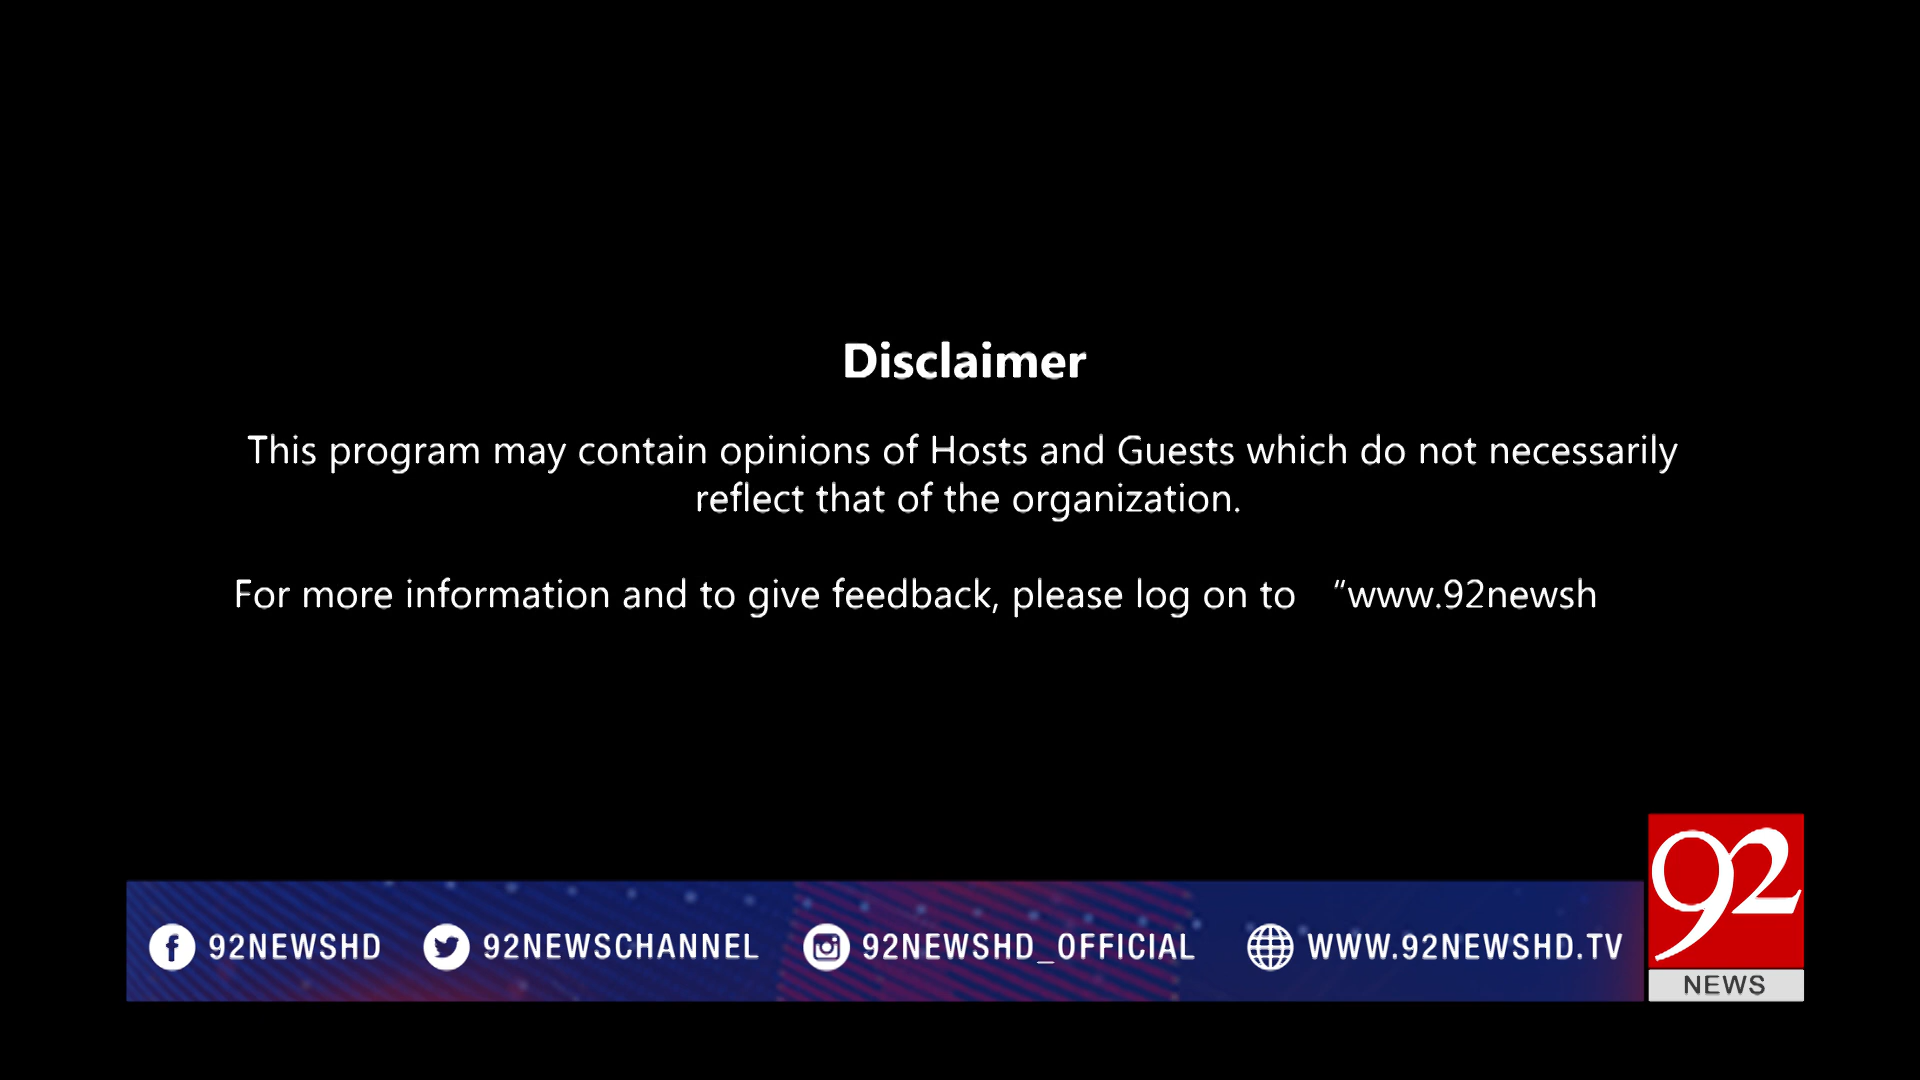 Disclaimer
This program may contain opinions of Hosts and Guests which do not necessarily
reflect that of the organization.
For more information and to give feedback, please log on to “www.92newsh
92NEWSHD 92NEWSCHANNEL 92NEWSHD_OFFICIAL WWW.92NEWSHD.TV
92
NEWS